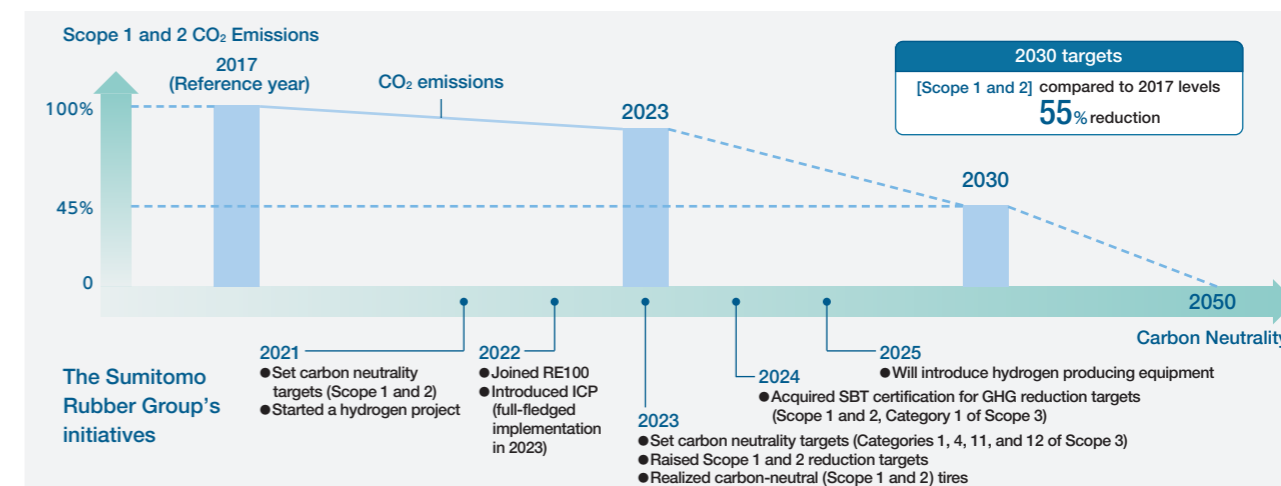 Scope 1 and 2 CO₂ Emissions
2017
(Reference year)
CO₂ emissions
2023
2030
2030 targets
[Scope 1 and 2] compared to 2017 levels
55% reduction
100%
45%
0
2050
Carbon Neutrality
The Sumitomo
Rubber Group's
initiatives
2021
●Set carbon neutrality
targets (Scope 1 and 2)
●Started a hydrogen project
2022
●Joined RE100
●Introduced ICP
(full-fledged
implementation
in 2023)
2023
●Set carbon neutrality targets (Categories 1, 4, 11, and 12 of Scope 3)
●Raised Scope 1 and 2 reduction targets
●Realized carbon-neutral (Scope 1 and 2) tires
2024
●Acquired SBT certification for GHG reduction targets
(Scope 1 and 2, Category 1 of Scope 3)
2025
●Will introduce hydrogen producing equipment